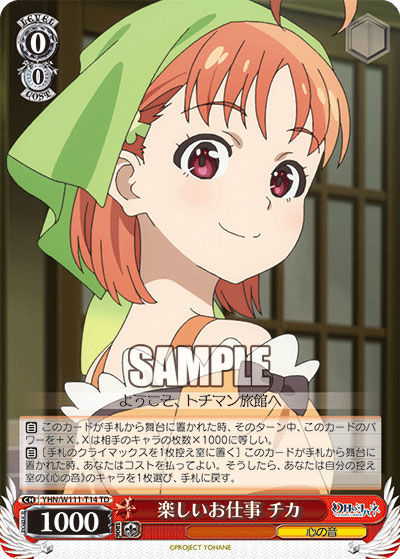 LEVEL
0
0
COST
SAMPLE
ようこそ、トチマン旅館へ
自 このカードが手札から舞台に置かれた時、そのターン中、このカードのパ
ワーを+X。Xは相手のキャラの枚数×1000に等しい。
自 [手札のクライマックスを1枚控え室に置く] このカードが手札から舞台に
置かれた時、あなたはコストを払ってよい。そうしたら、あなたは自分の控え
室の《心の音》のキャラを1枚選び、手札に戻す。
CH YHN/W111-T14 TD
1000
楽しいお仕事 チカ
心の音
©PROJECT YOHANE